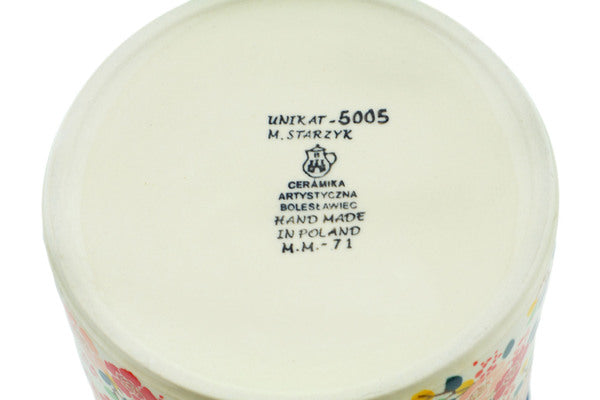 UNIKAT-5005
M. STARZYK
CERAMIKA
ARTYSTYCZNA
BOLESŁAWIEC
HAND MADE
IN POLAND
M.M.-71